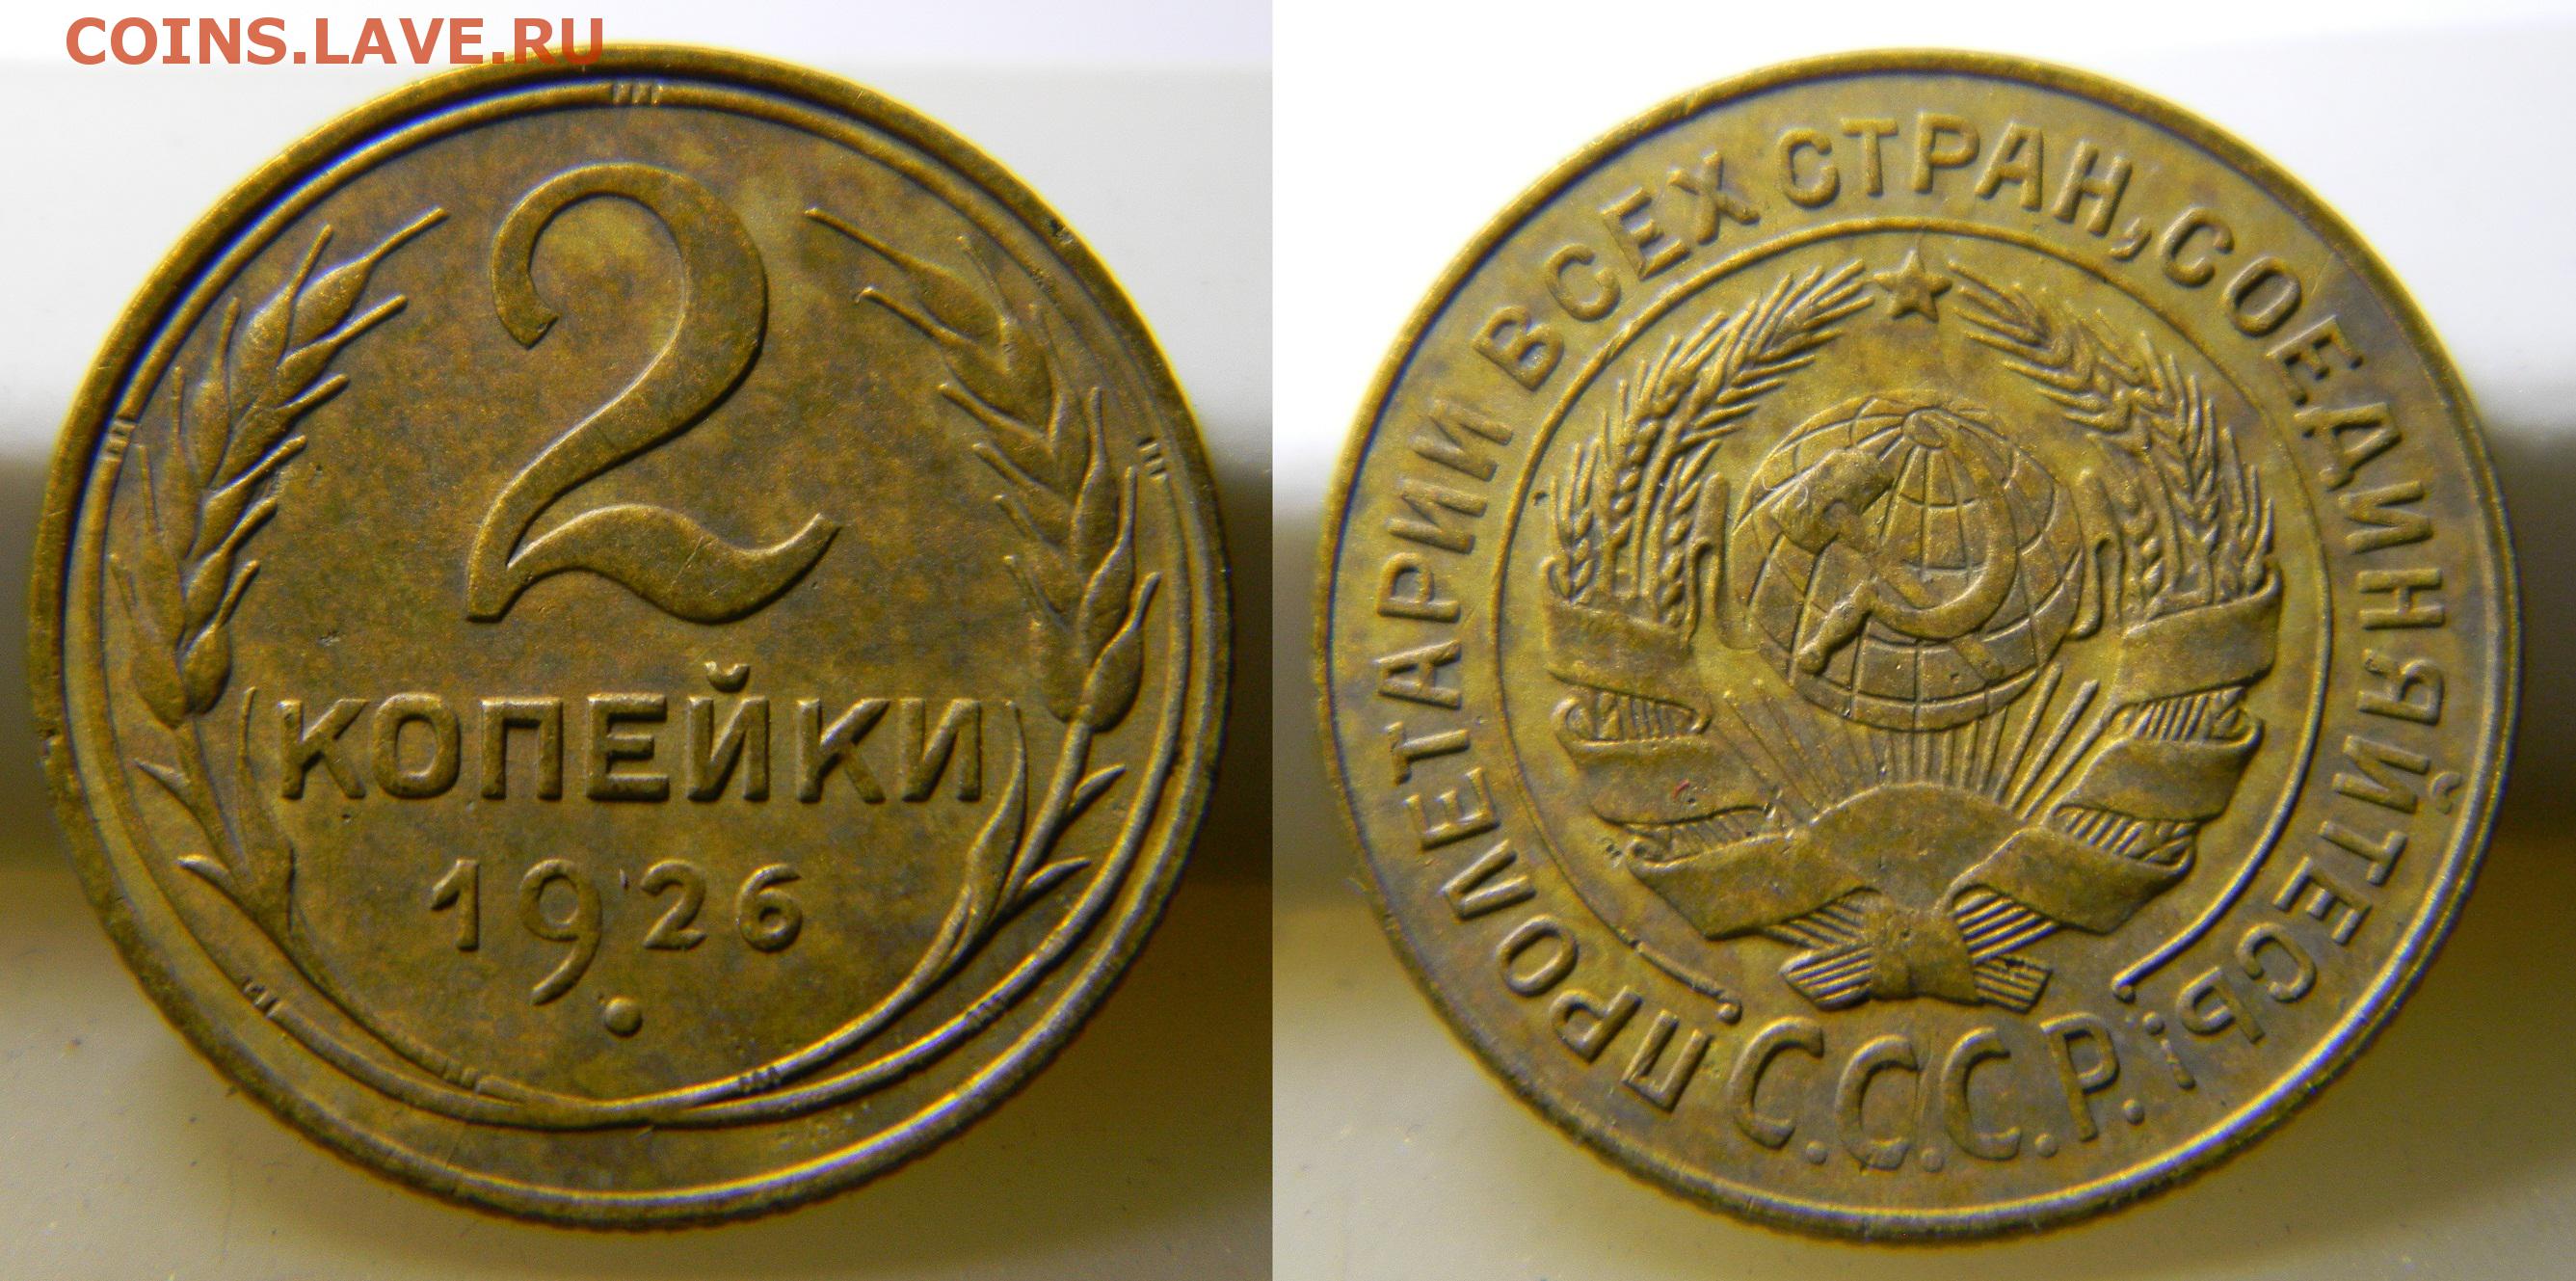 COINS.LAVE.RU
2
КОПЕЙКИ
1926
ПРОЛЕТАРИИ ВСЕХ СТРАН, СОЕДИНЯЙТЕСЬ!
С.С.С.Р.